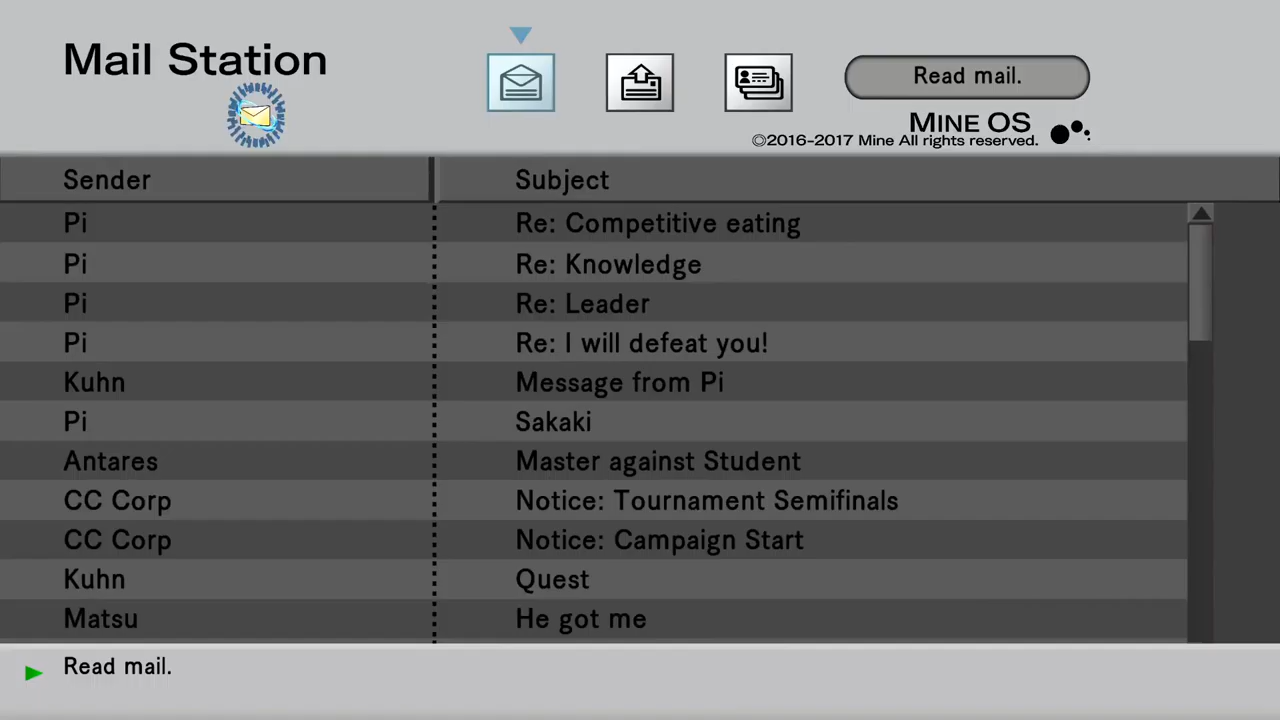 Mail Station
Read mail.
MINE OS
©2016-2017 Mine All rights reserved.
Sender Subject
Pi Re: Competitive eating
Pi Re: Knowledge
Pi Re: Leader
Pi Re: I will defeat you!
Kuhn Message from Pi
Pi Sakaki
Antares Master against Student
CC Corp Notice: Tournament Semifinals
CC Corp Notice: Campaign Start
Kuhn Quest
Matsu He got me
Read mail.